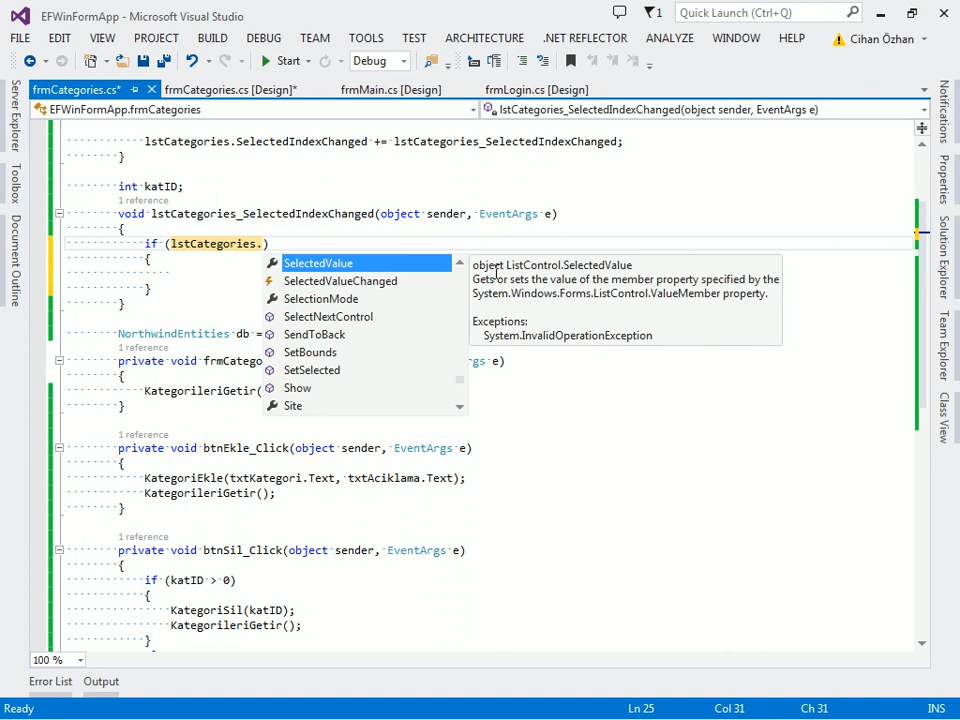 EFWinFormApp - Microsoft Visual Studio
1
Quick Launch (Ctrl+Q)
FILE EDIT VIEW PROJECT BUILD DEBUG TEAM TOOLS TEST ARCHITECTURE .NET REFLECTOR ANALYZE WINDOW HELP Cihan Özhan
Start Debug
frmCategories.cs* frmCategories.cs [Design]* frmMain.cs [Design] frmLogin.cs [Design]
EFWinFormApp.frmCategories lstCategories_SelectedIndexChanged(object sender, EventArgs e)
Server Explorer
Toolbox
Document Outline
lstCategories.SelectedIndexChanged += lstCategories_SelectedIndexChanged;
}
int katID;
1 reference
void lstCategories_SelectedIndexChanged(object sender, EventArgs e)
{
if (lstCategories.)
{
}
}
SelectedValue
SelectedValueChanged
SelectionMode
SelectNextControl
SendToBack
SetBounds
SetSelected
Show
Site
object ListControl.SelectedValue
Gets or sets the value of the member property specified by the
System.Windows.Forms.ListControl.ValueMember property.
Exceptions:
System.InvalidOperationException
NorthwindEntities db =
1 reference
private void frmCatego
gs e)
{
KategorileriGetir(
}
1 reference
private void btnEkle_Click(object sender, EventArgs e)
{
KategoriEkle(txtKategori.Text, txtAciklama.Text);
KategorileriGetir();
}
1 reference
private void btnSil_Click(object sender, EventArgs e)
{
if (katID > 0)
{
KategoriSil(katID);
KategorileriGetir();
}
Notifications
Properties
Solution Explorer
Team Explorer
Class View
100 %
Error List Output
Ready Ln 25 Col 31 Ch 31 INS